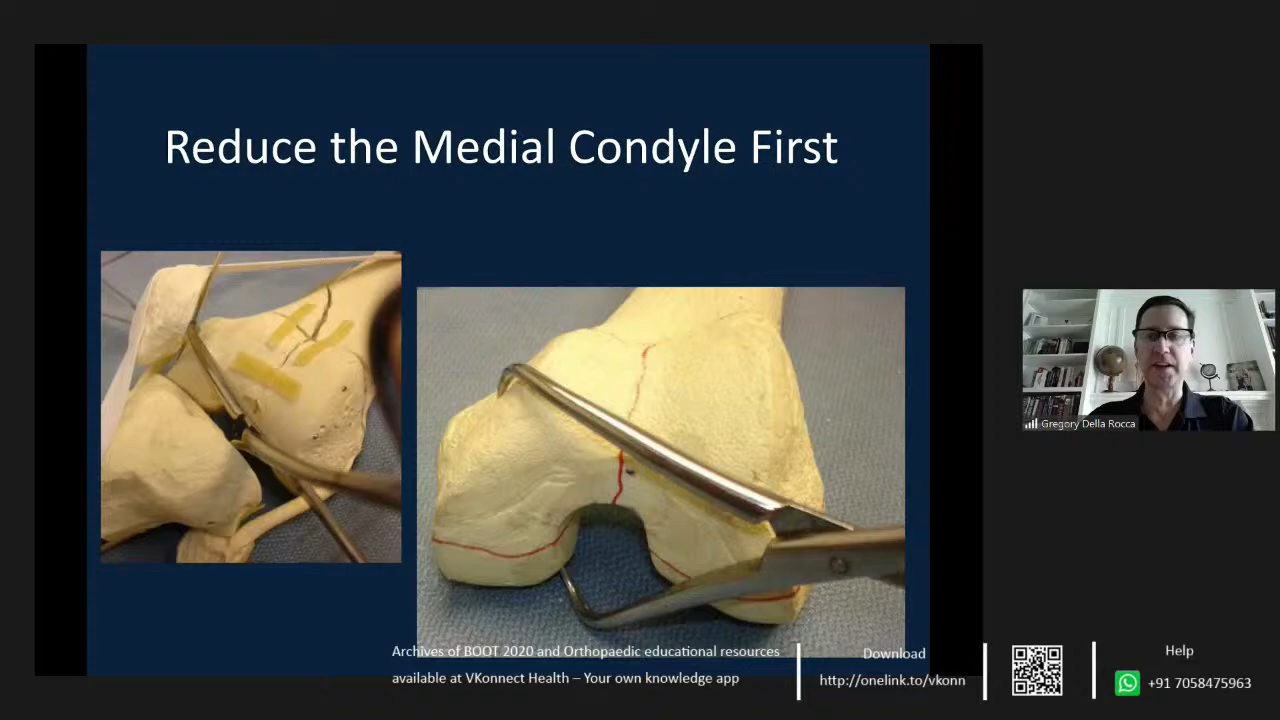 Reduce the Medial Condyle First
Gregory Della Rocca
Archives of BOOT 2020 and Orthopaedic educational resources
available at VKonnect Health – Your own knowledge app
Download
http://onelink.to/vkonn
Help
+91 7058475963